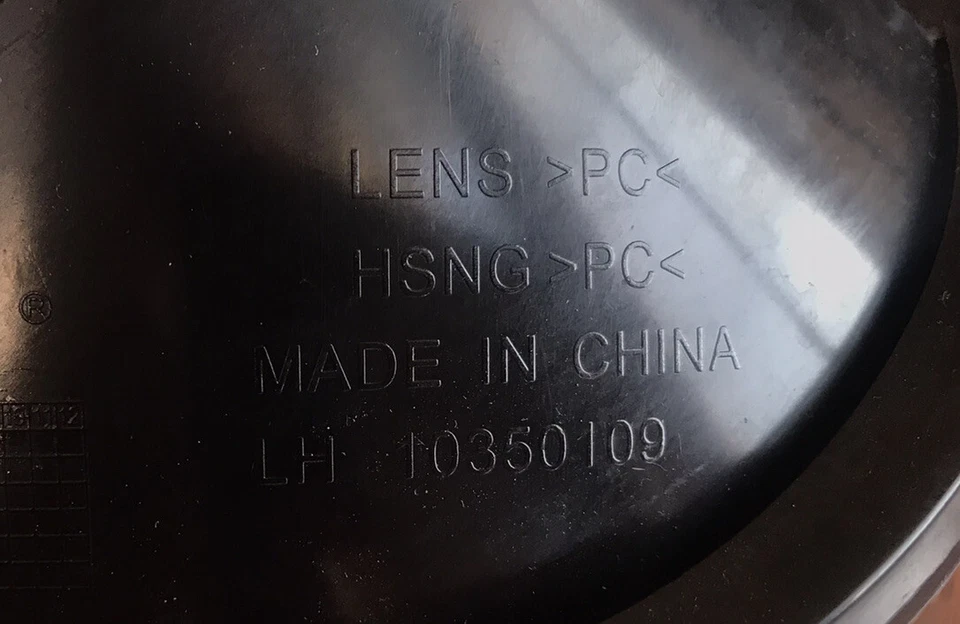 LENS >PC<
HSNG >PC<
®
MADE IN CHINA
LH 10350109